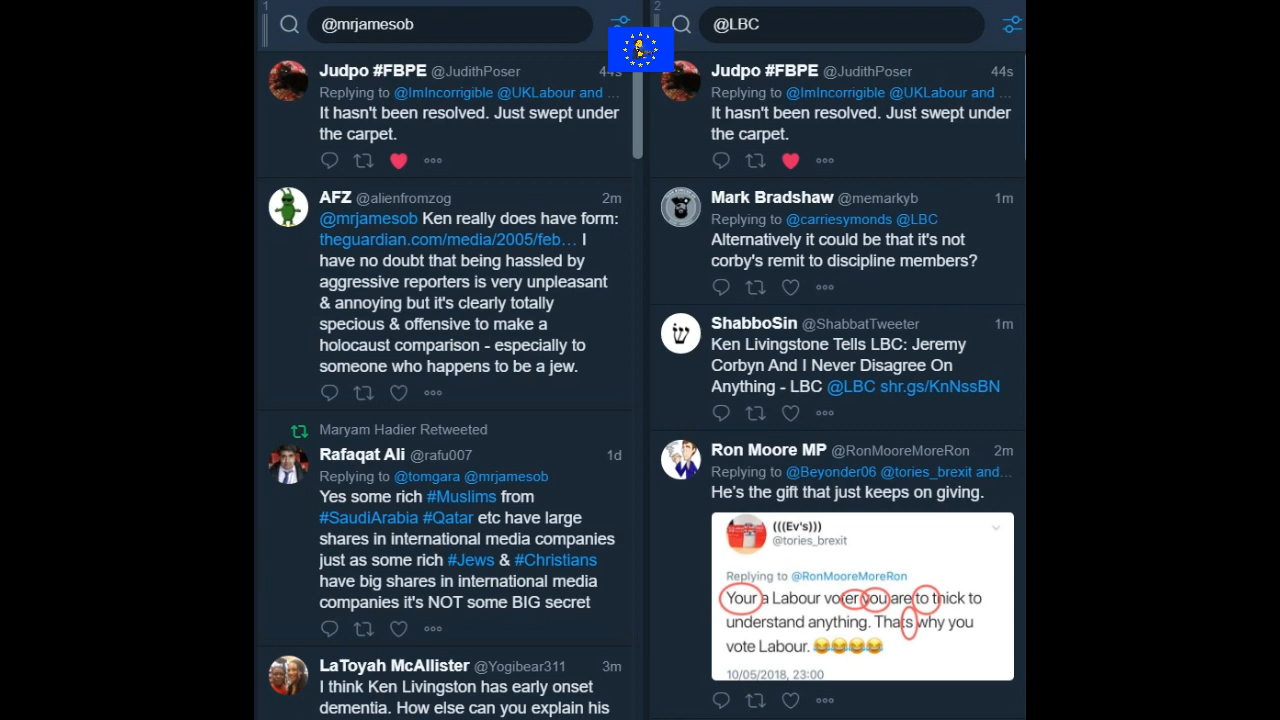 1
@mrjamesob
Judpo #FBPE @JudithPoser 44s
Replying to @ImIncorrigible @UKLabour and ...
It hasn't been resolved. Just swept under
the carpet.
AFZ @alienfromzog 2m
@mrjamesob Ken really does have form:
theguardian.com/media/2005/feb… I
have no doubt that being hassled by
aggressive reporters is very unpleasant
& annoying but it's clearly totally
specious & offensive to make a
holocaust comparison - especially to
someone who happens to be a jew.
Maryam Hadier Retweeted
Rafaqat Ali @rafu007 1d
Replying to @tomgara @mrjamesob
Yes some rich #Muslims from
#SaudiArabia #Qatar etc have large
shares in international media companies
just as some rich #Jews & #Christians
have big shares in international media
companies it's NOT some BIG secret
LaToyah McAllister @Yogibear311 3m
I think Ken Livingston has early onset
dementia. How else can you explain his
2
@LBC
Judpo #FBPE @JudithPoser 44s
Replying to @ImIncorrigible @UKLabour and ...
It hasn't been resolved. Just swept under
the carpet.
Mark Bradshaw @memarkyb 1m
Replying to @carriesymonds @LBC
Alternatively it could be that it's not
corby's remit to discipline members?
ש
ShabboSin @ShabbatTweeter 1m
Ken Livingstone Tells LBC: Jeremy
Corbyn And I Never Disagree On
Anything - LBC @LBC shr.gs/KnNssBN
Ron Moore MP @RonMooreMoreRon 2m
Replying to @Beyonder06 @tories_brexit and...
He's the gift that just keeps on giving.
(((Ev's)))
@tories_brexit
Replying to @RonMooreMoreRon
Your a Labour voter you are to thick to
understand anything. Thats why you
vote Labour. 😂😂😂😂
10/05/2018, 23:00